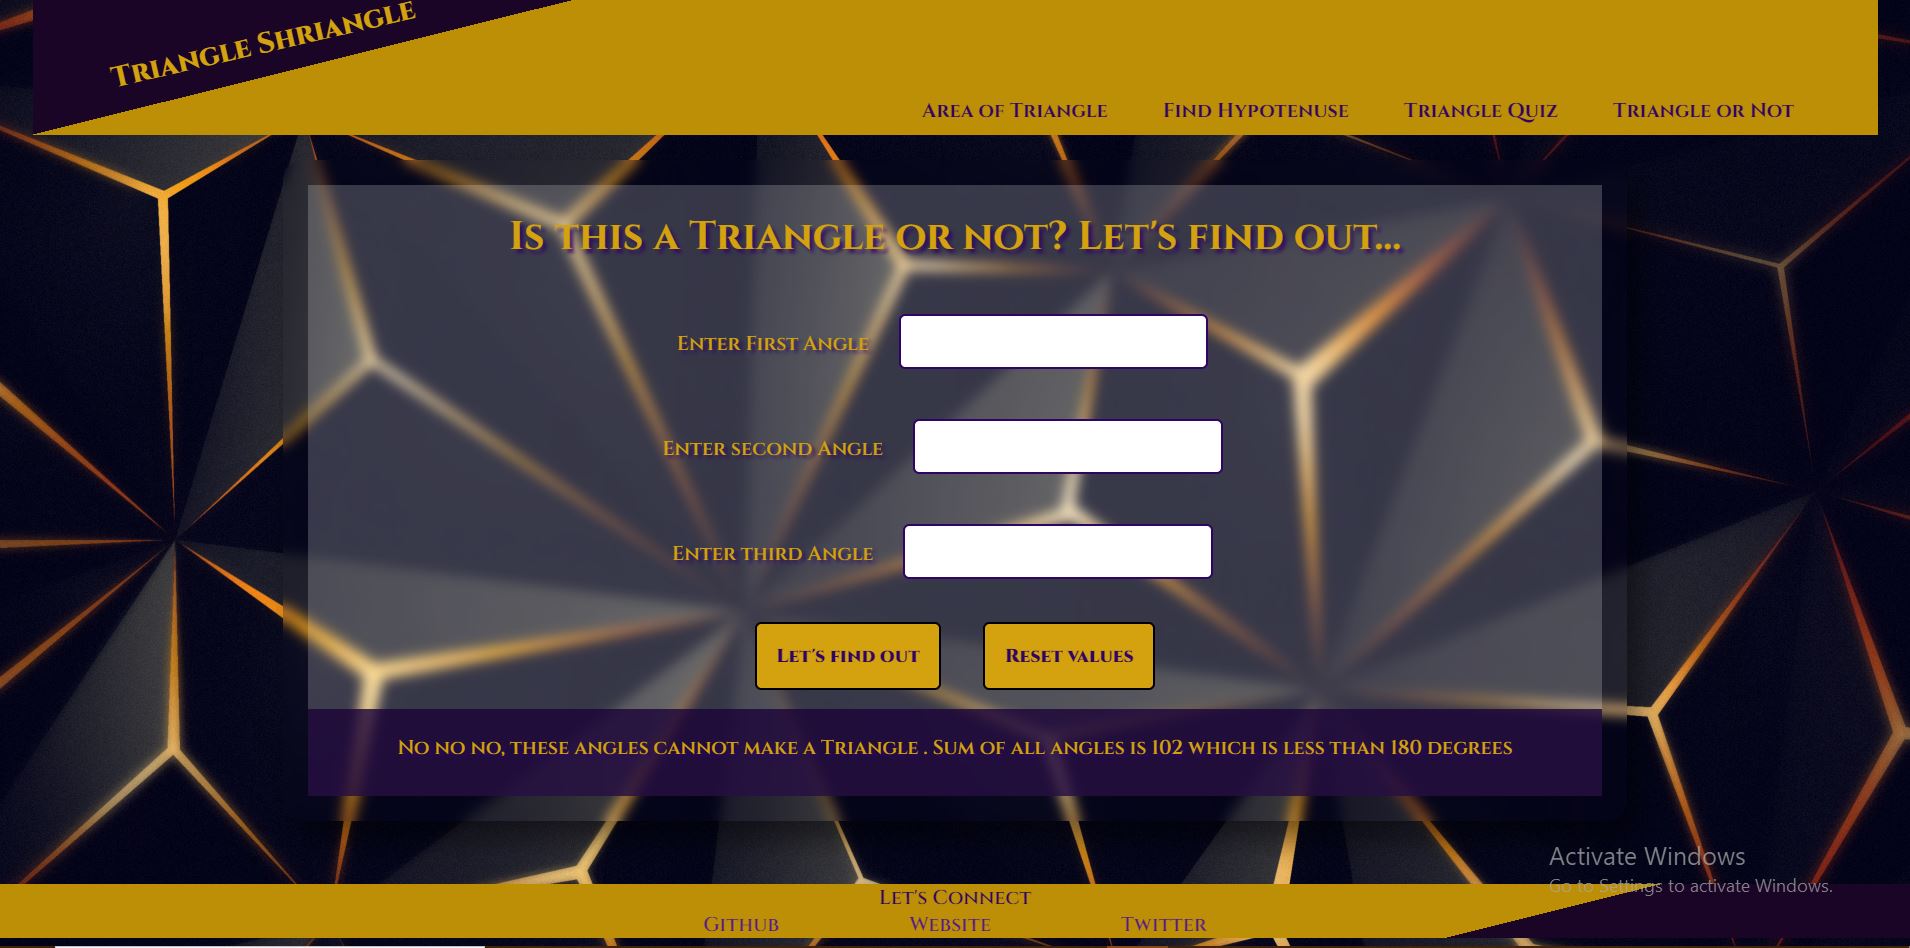 Triangle Shriangle
Area of Triangle Find Hypotenuse Triangle Quiz Triangle or Not
Is this a Triangle or not? Let's find out...
Enter First Angle
Enter second Angle
Enter third Angle
Let's find out Reset values
No no no, these angles cannot make a Triangle . Sum of all angles is 102 which is less than 180 degrees
Activate Windows
Go to Settings to activate Windows.
Let's Connect
Github Website Twitter